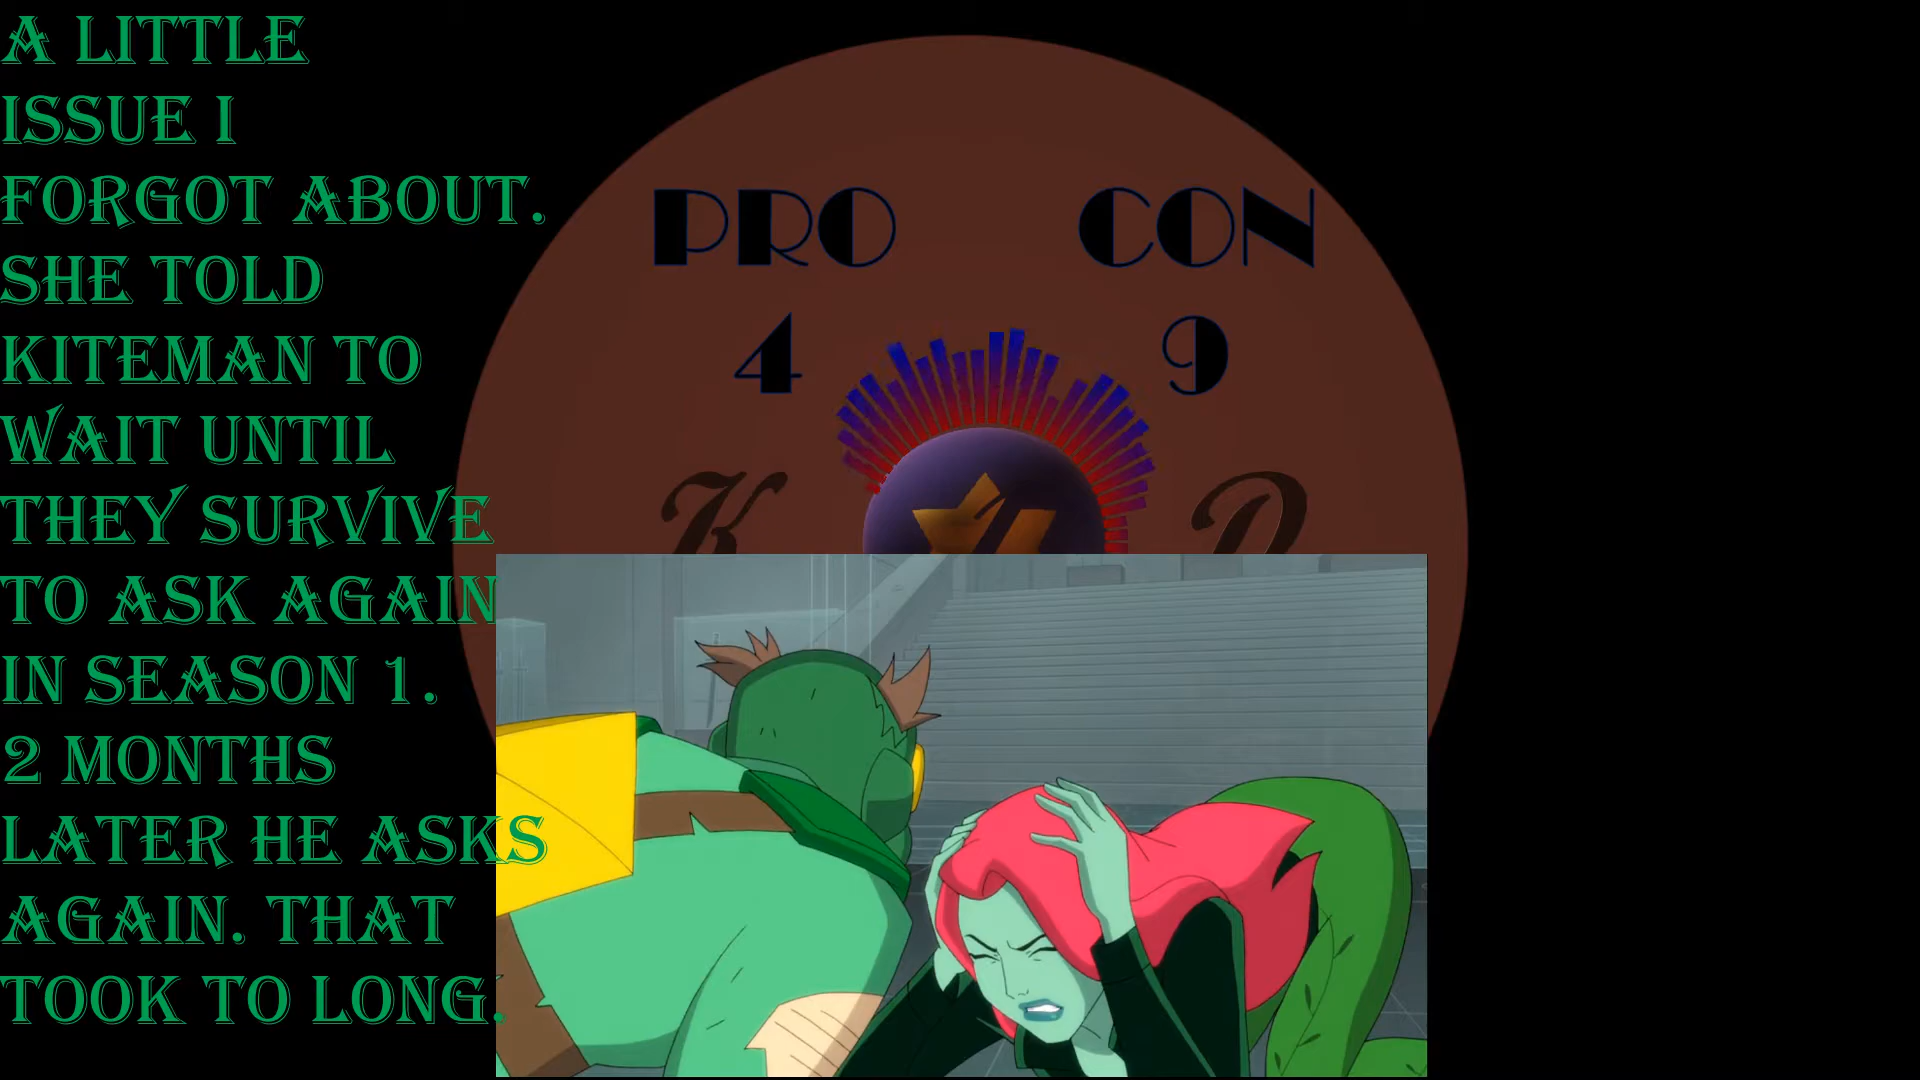 A LITTLE
ISSUE I
FORGOT ABOUT.
SHE TOLD
KITEMAN TO
WAIT UNTIL
THEY SURVIVE
TO ASK AGAIN
IN SEASON 1.
2 MONTHS
LATER HE ASKS
AGAIN. THAT
TOOK TO LONG.
PRO CON
4 9
K D